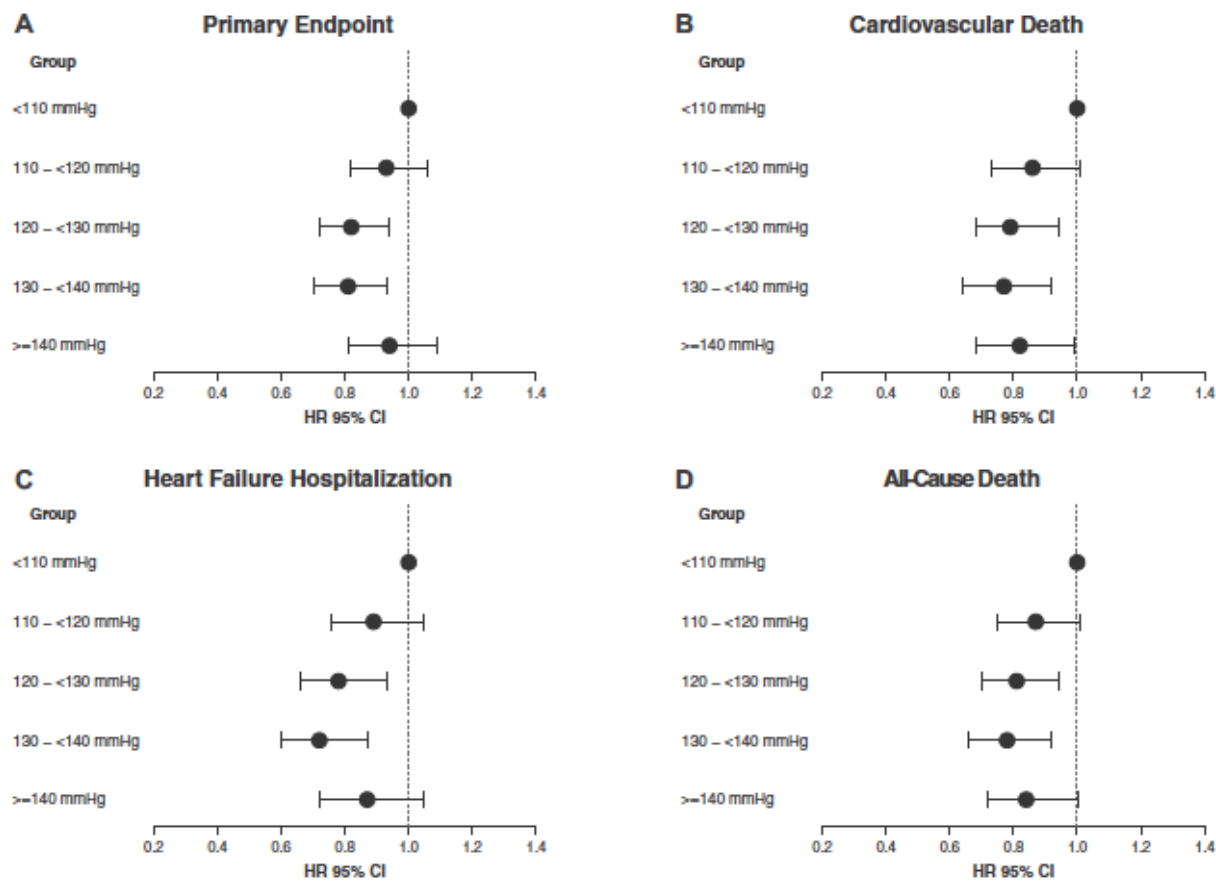 A Primary Endpoint
Group
<110 mmHg
110 – <120 mmHg
120 – <130 mmHg
130 – <140 mmHg
>=140 mmHg
0.2 0.4 0.6 0.8 1.0 1.2 1.4
HR 95% CI
B Cardiovascular Death
Group
<110 mmHg
110 – <120 mmHg
120 – <130 mmHg
130 – <140 mmHg
>=140 mmHg
0.2 0.4 0.6 0.8 1.0 1.2 1.4
HR 95% CI
C Heart Failure Hospitalization
Group
<110 mmHg
110 – <120 mmHg
120 – <130 mmHg
130 – <140 mmHg
>=140 mmHg
0.2 0.4 0.6 0.8 1.0 1.2 1.4
HR 95% CI
D All-Cause Death
Group
<110 mmHg
110 – <120 mmHg
120 – <130 mmHg
130 – <140 mmHg
>=140 mmHg
0.2 0.4 0.6 0.8 1.0 1.2 1.4
HR 95% CI